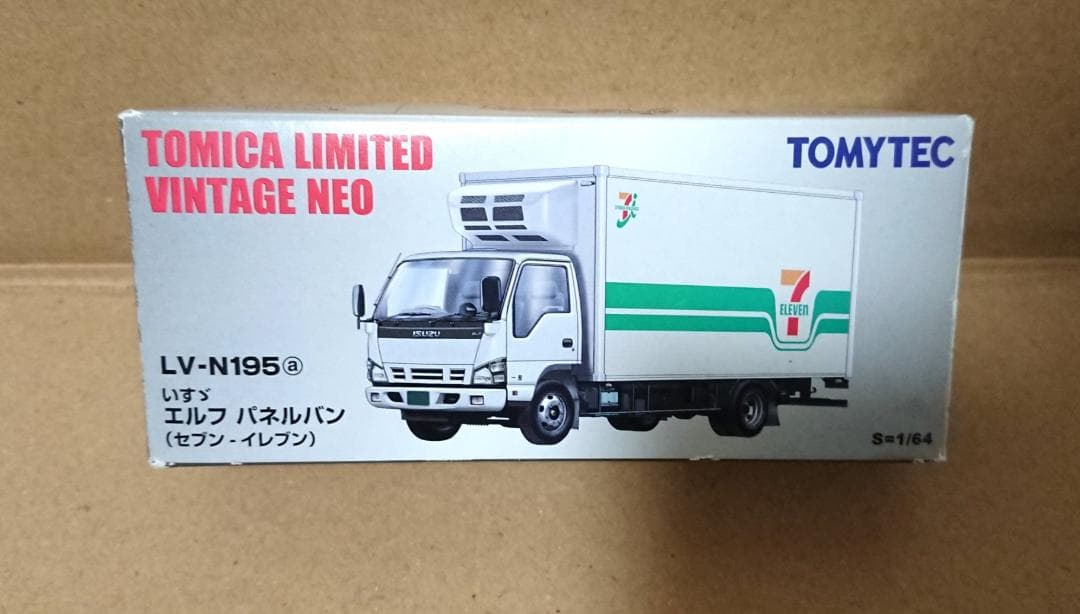 TOMICA LIMITED
VINTAGE NEO
TOMYTEC
7
ELEVEN
ISUZU
LV-N195ⓐ
いすゞ
エルフ パネルバン
(セブン-イレブン)
S=1/64